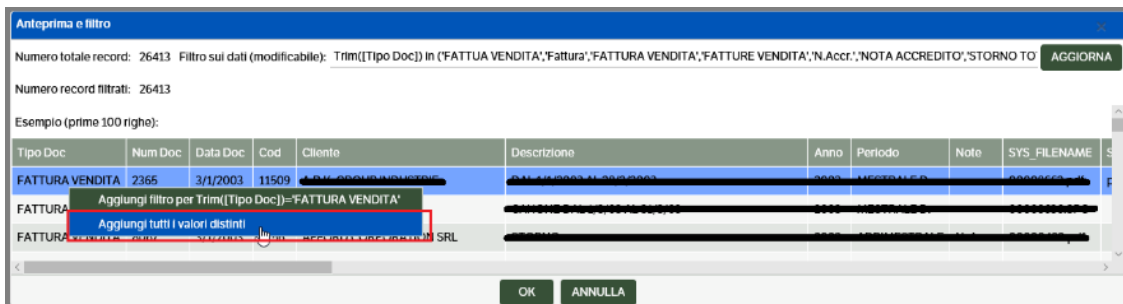 Anteprima e filtro
Numero totale record: 26413 Filtro sui dati (modificabile): Trim([Tipo Doc]) in ('FATTUA VENDITA','Fattura','FATTURA VENDITA','FATTURE VENDITA','N.Accr.','NOTA ACCREDITO','STORNO TO AGGIORNA
Numero record filtrati: 26413
Esempio (prime 100 righe):
Tipo Doc Num Doc Data Doc Cod Cliente Descrizione Anno Periodo Note SYS_FILENAME S
FATTURA VENDITA 2365 3/1/2003 11509
Aggiungi filtro per Trim([Tipo Doc])='FATTURA VENDITA'
FATTURA
Aggiungi tutti i valori distinti
FATTURA VENDITA SRL
OK ANNULLA